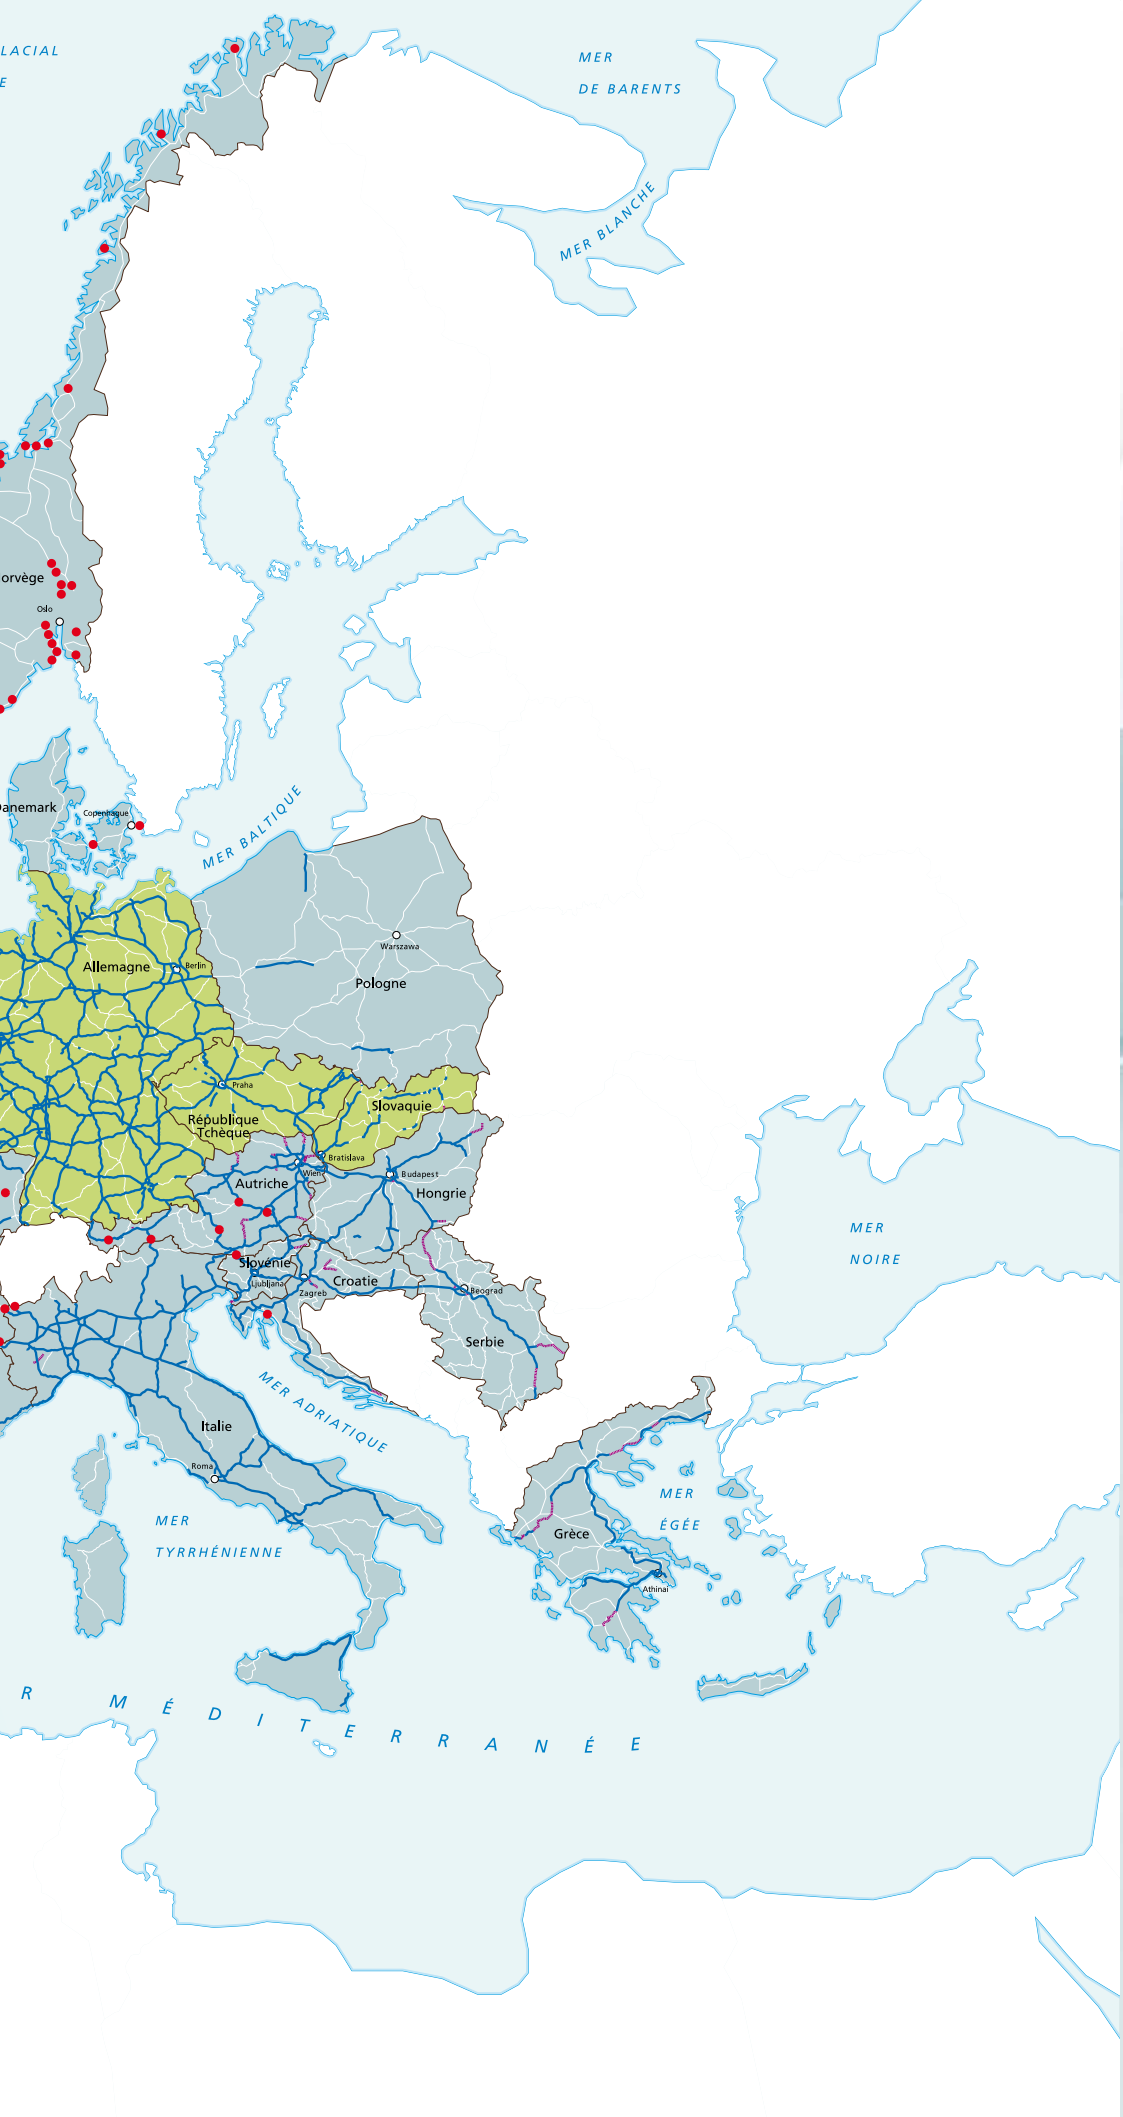 LACIAL
E
MER
DE BARENTS
MER BLANCHE
orvège
Oslo
anemark
Copenhague
MER BALTIQUE
Allemagne
Berlin
Warszawa
Pologne
Praha
République
Tchèque
Slovaquie
Bratislava
Wien
Budapest
Autriche
Hongrie
Slovénie
Ljubljana
Zagreb
Croatie
Beograd
Serbie
MER
NOIRE
MER ADRIATIQUE
Italie
Roma
MER
TYRRHÉNIENNE
MER
ÉGÉE
Grèce
Athinai
R MÉDITERRANÉE